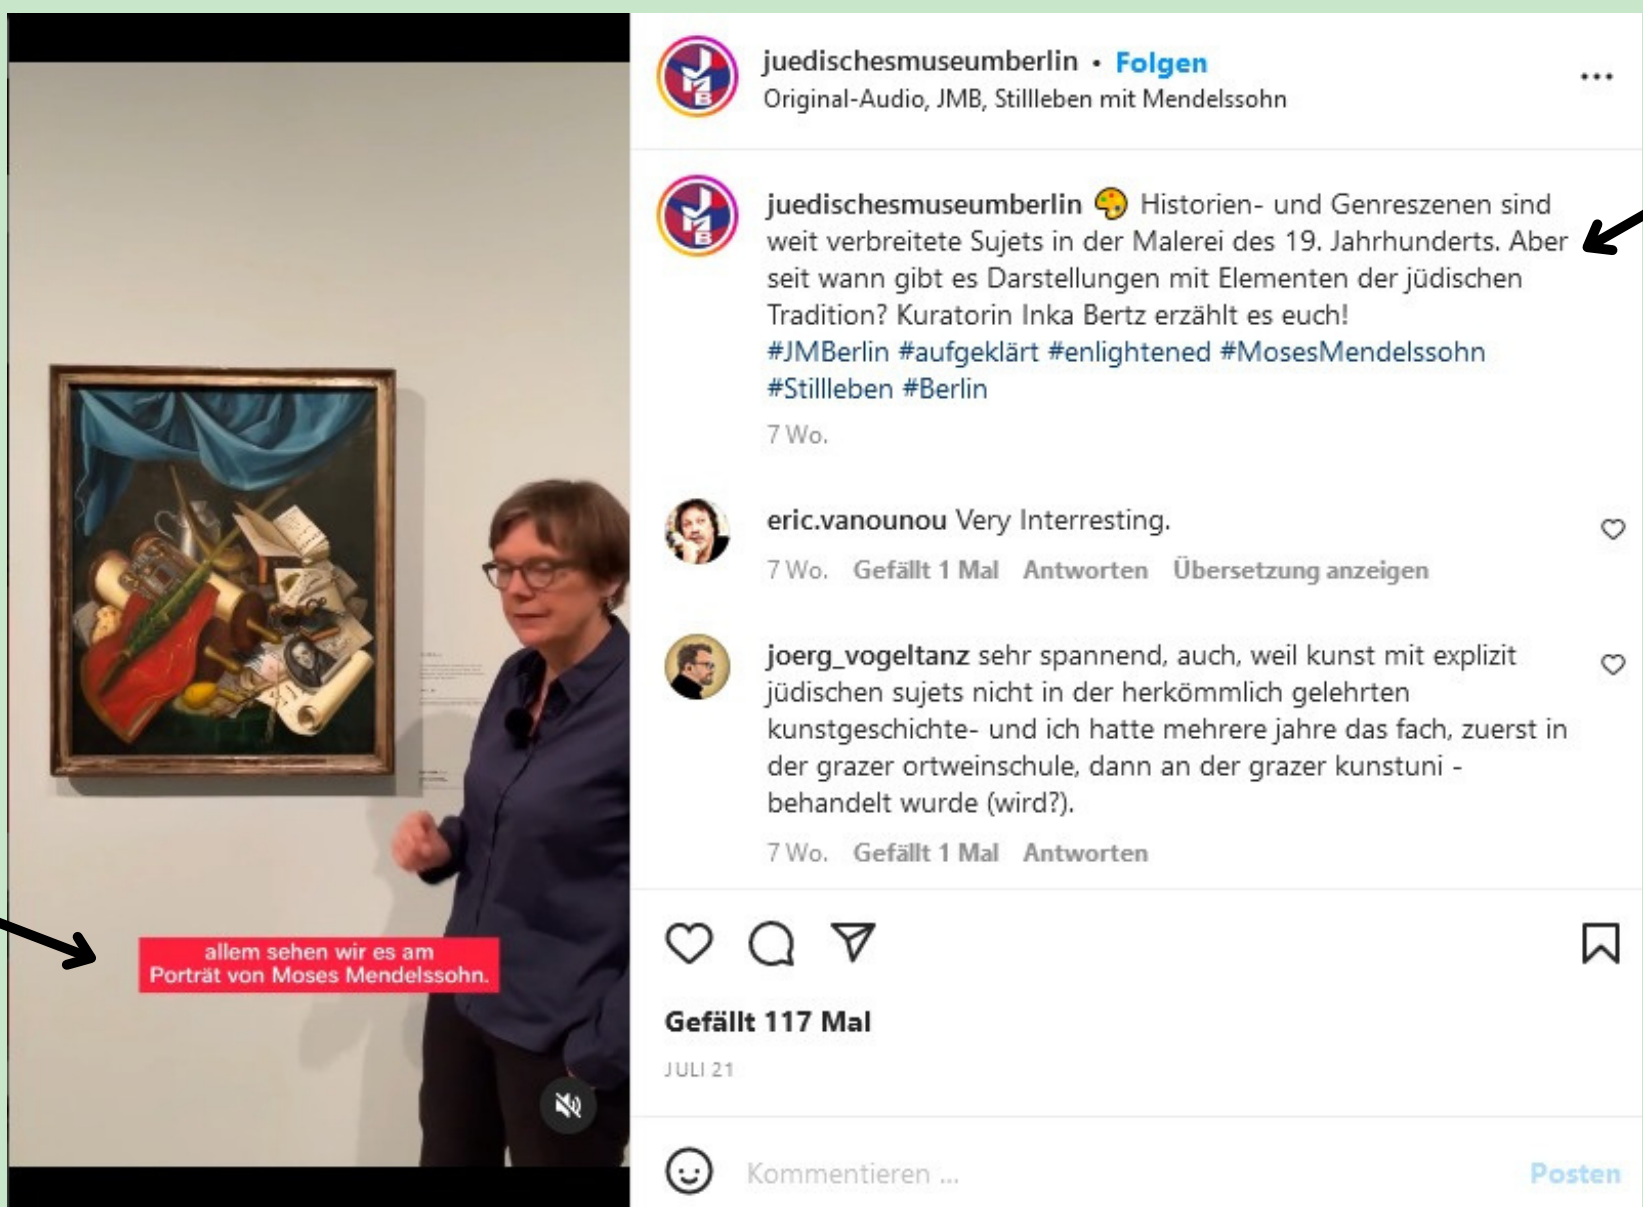 allem sehen wir es am
Porträt von Moses Mendelssohn.
JMB
juedischesmuseumberlin • Folgen
Original-Audio, JMB, Stillleben mit Mendelssohn
JMB
juedischesmuseumberlin 🎨 Historien- und Genreszenen sind
weit verbreitete Sujets in der Malerei des 19. Jahrhunderts. Aber
seit wann gibt es Darstellungen mit Elementen der jüdischen
Tradition? Kuratorin Inka Bertz erzählt es euch!
#JMBerlin #aufgeklärt #enlightened #MosesMendelssohn
#Stillleben #Berlin
7 Wo.
eric.vanounou Very Interresting.
7 Wo. Gefällt 1 Mal Antworten Übersetzung anzeigen
joerg_vogeltanz sehr spannend, auch, weil kunst mit explizit
jüdischen sujets nicht in der herkömmlich gelehrten
kunstgeschichte- und ich hatte mehrere jahre das fach, zuerst in
der grazer ortweinschule, dann an der grazer kunstuni -
behandelt wurde (wird?).
7 Wo. Gefällt 1 Mal Antworten
Gefällt 117 Mal
JULI 21
Kommentieren ...
Posten